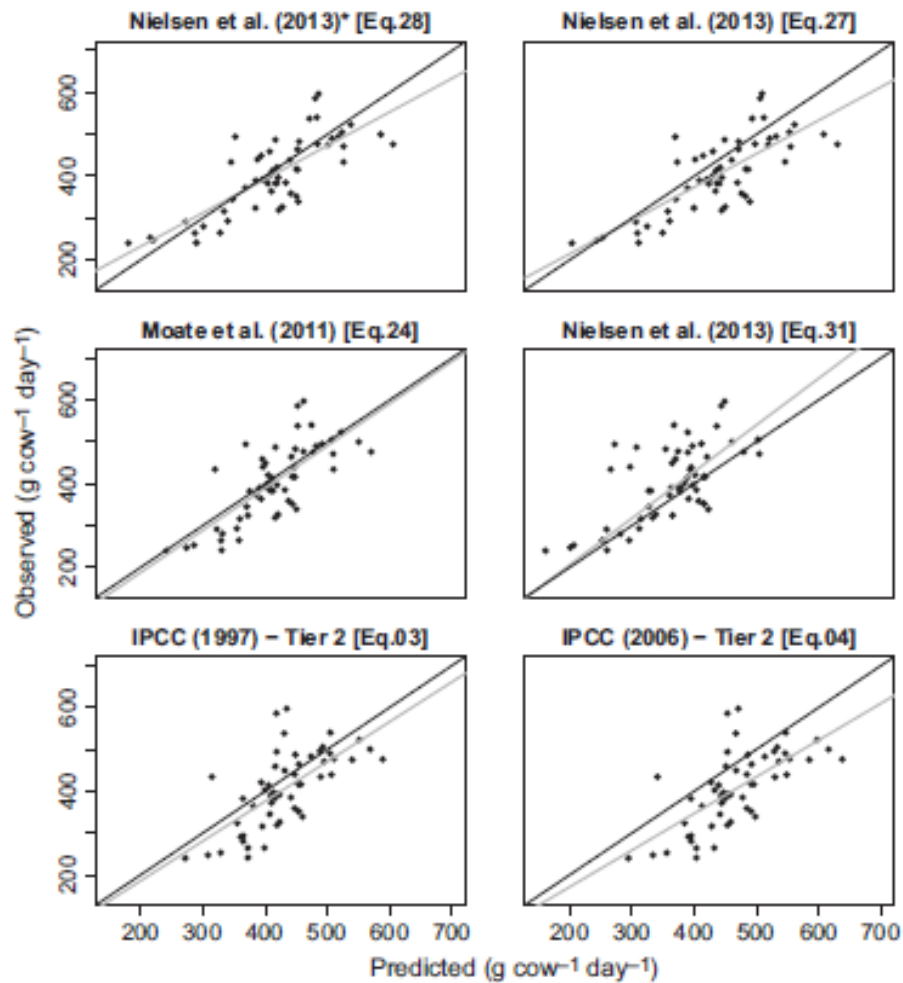 Nielsen et al. (2013)* [Eq.28]
Nielsen et al. (2013) [Eq.27]
600
400
200
Moate et al. (2011) [Eq.24]
Nielsen et al. (2013) [Eq.31]
Observed (g cow⁻¹ day⁻¹)
600
400
200
IPCC (1997) – Tier 2 [Eq.03]
IPCC (2006) – Tier 2 [Eq.04]
600
400
200
200 300 400 500 600
200 300 400 500 600 700
Predicted (g cow⁻¹ day⁻¹)